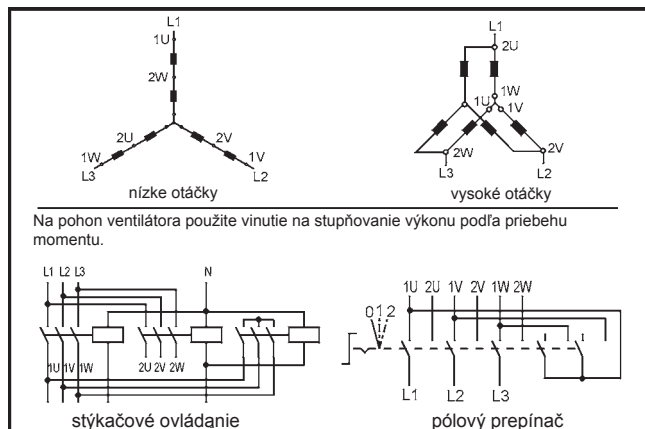 L1
1U
2W
2U
2V
1W
1V
L3
L2
nízke otáčky
L1
2U
1W
1U
1V
2W
2V
L3
L2
vysoké otáčky
Na pohon ventilátora použite vinutie na stupňovanie výkonu podľa priebehu
momentu.
L1 L2 L3 N
1U 1V 1W 2U 2V 2W
stýkačové ovládanie
1U 2U 1V 2V 1W 2W
0 1 2
L1 L2 L3
pólový prepínač